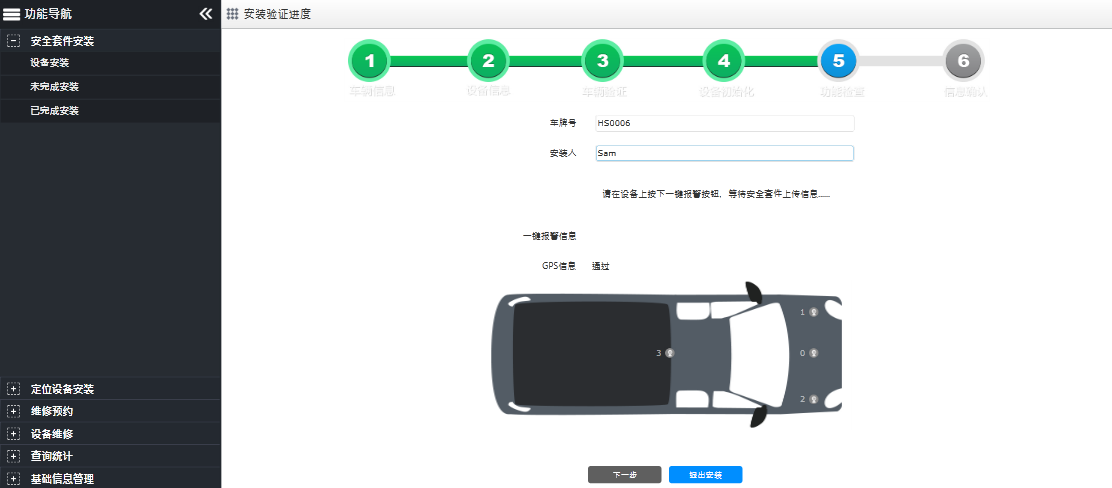 功能导航
安全套件安装
设备安装
未完成安装
已完成安装
定位设备安装
维修预约
设备维修
查询统计
基础信息管理
安装验证进度
1 2 3 4 5 6
车辆信息 设备信息 车辆验证 设备初始化 功能检查 信息确认
车牌号 HS0006
安装人 Sam
请在设备上按下一键报警按钮，等待安全套件上传信息......
一键报警信息
GPS信息 通过
1
3 0
2
下一步 退出安装